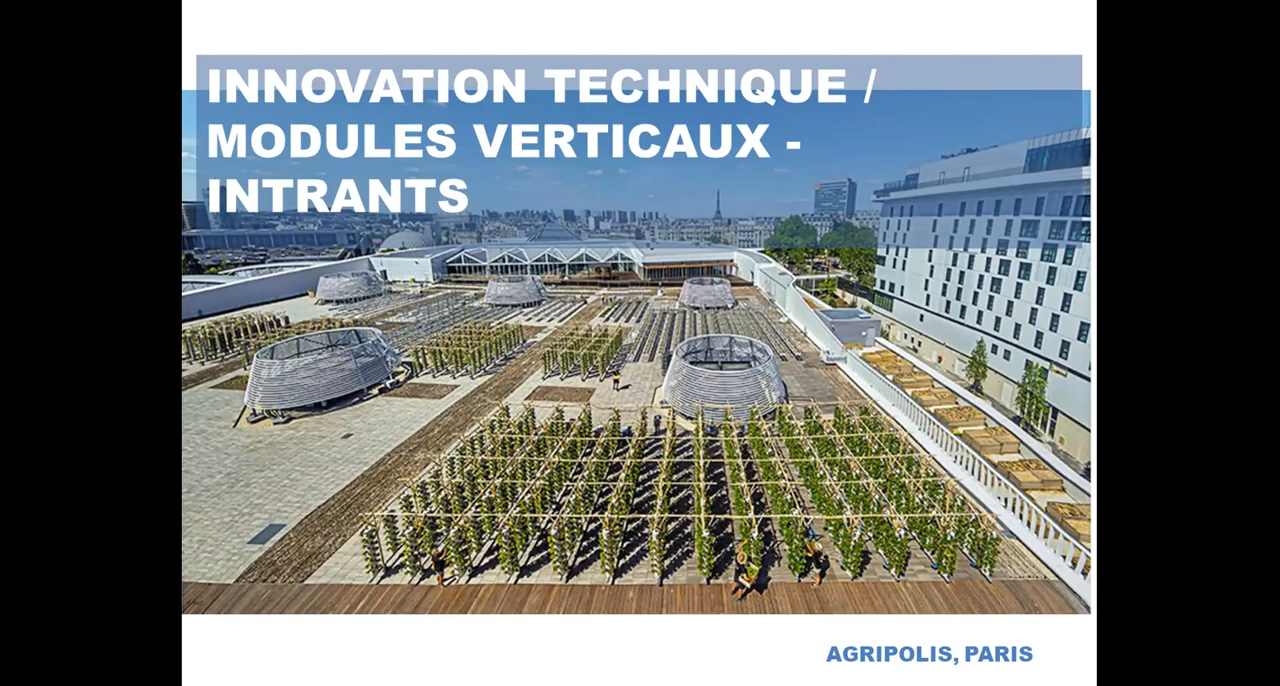 INNOVATION TECHNIQUE /
MODULES VERTICAUX -
INTRANTS
AGRIPOLIS, PARIS